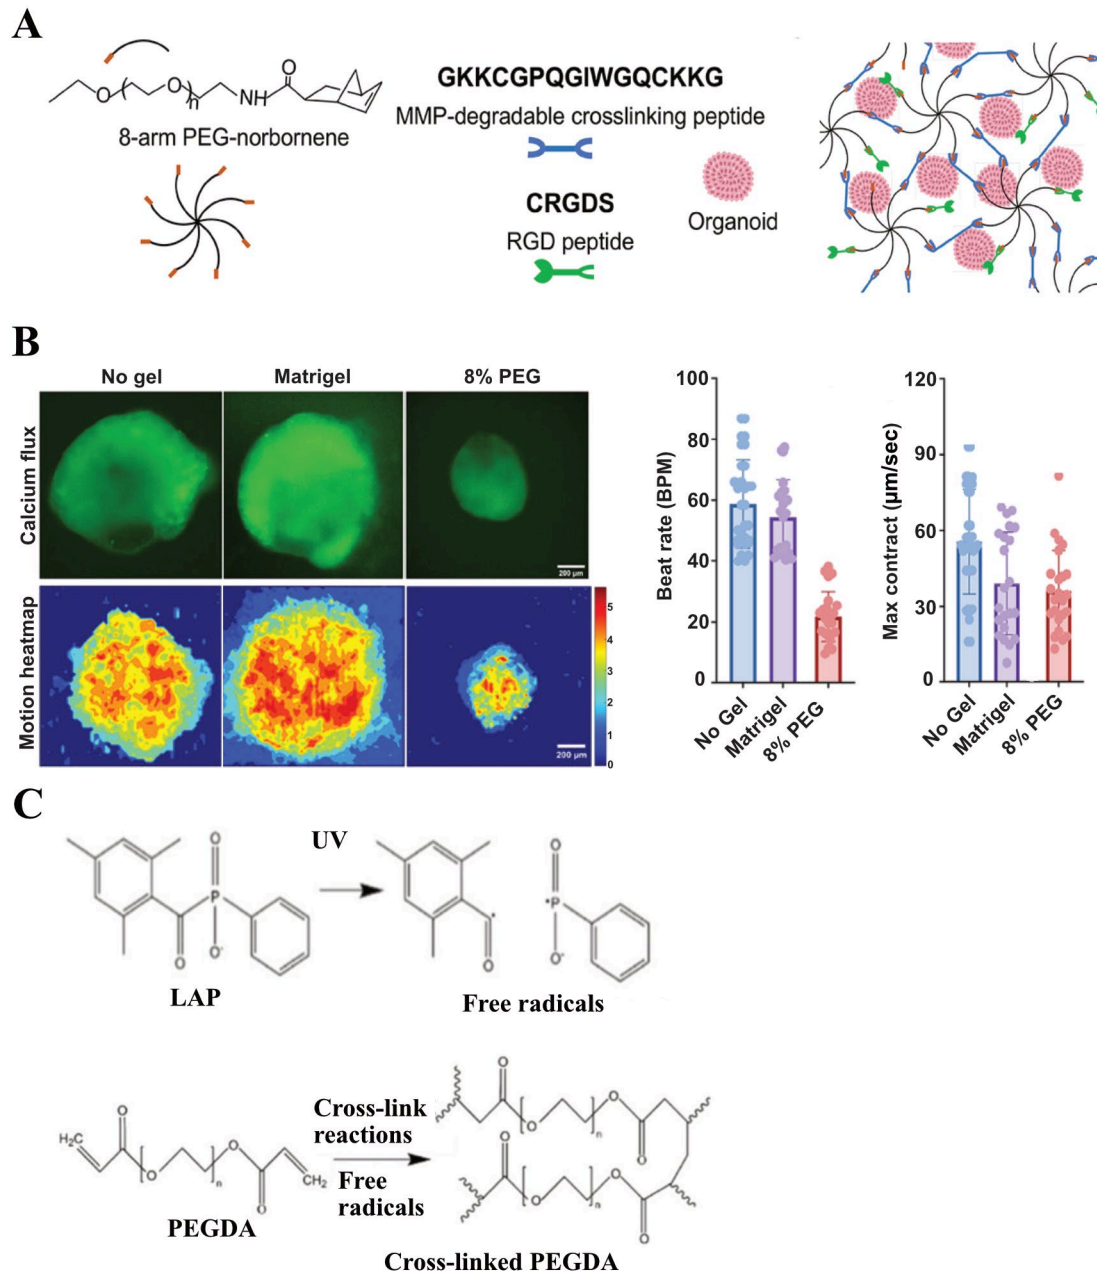 A
O
O
n
NH
O
8-arm PEG-norbornene
GKKCGPQGIWGQCKKG
MMP-degradable crosslinking peptide
CRGDS
RGD peptide
Organoid
B
No gel
Matrigel
8% PEG
Calcium flux
200 µm
Motion heatmap
200 µm
5
4
3
2
1
0
Beat rate (BPM)
100
80
60
40
20
0
No Gel
Matrigel
8% PEG
Max contract (µm/sec)
120
90
60
30
0
No Gel
Matrigel
8% PEG
C
O
P
O
O-
LAP
UV
O
O
•P
O-
Free radicals
H₂C
O
O
n
O
O
CH₂
PEGDA
Cross-link
reactions
Free
radicals
O
O
n
O
O
O
O
n
O
O
Cross-linked PEGDA